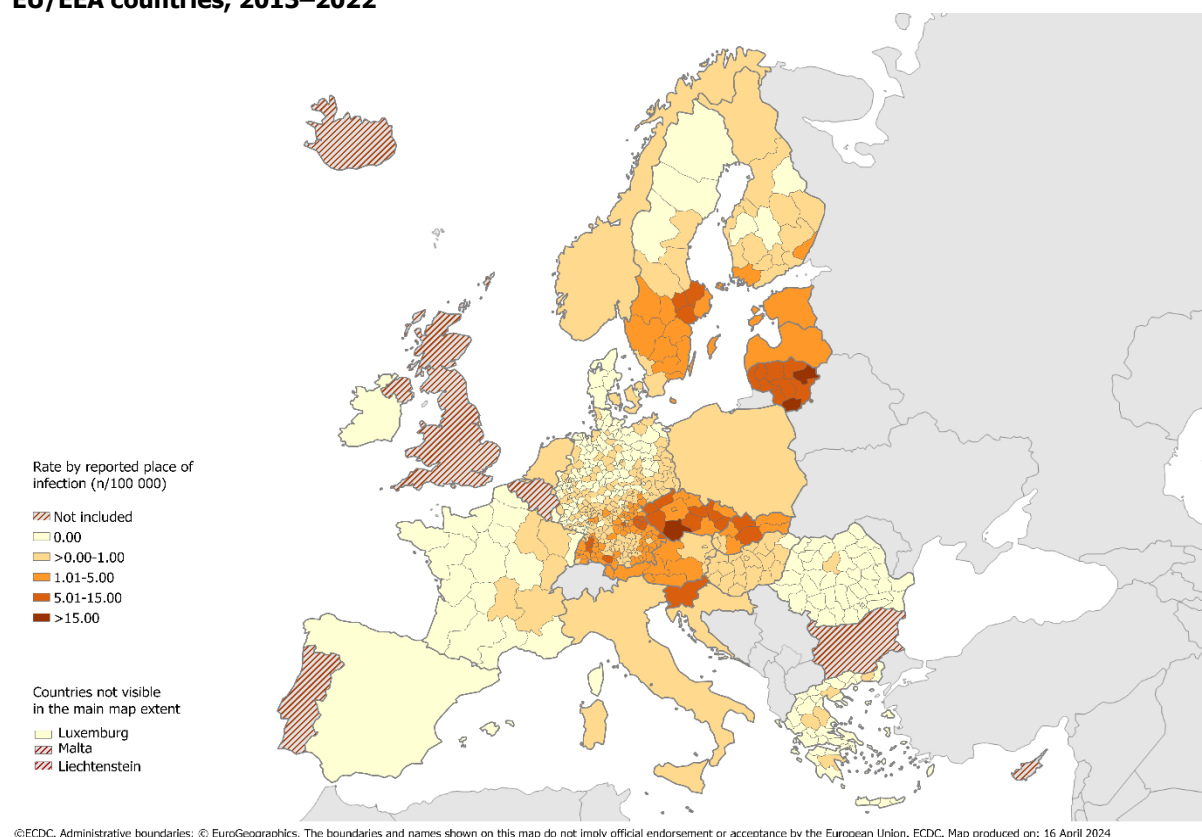 EU/EEA countries, 2013–2022
Rate by reported place of
infection (n/100 000)
Not included
0.00
>0.00-1.00
1.01-5.00
5.01-15.00
>15.00
Countries not visible
in the main map extent
Luxemburg
Malta
Liechtenstein
©ECDC. Administrative boundaries: © EuroGeographics. The boundaries and names shown on this map do not imply official endorsement or acceptance by the European Union. ECDC. Map produced on: 16 April 2024